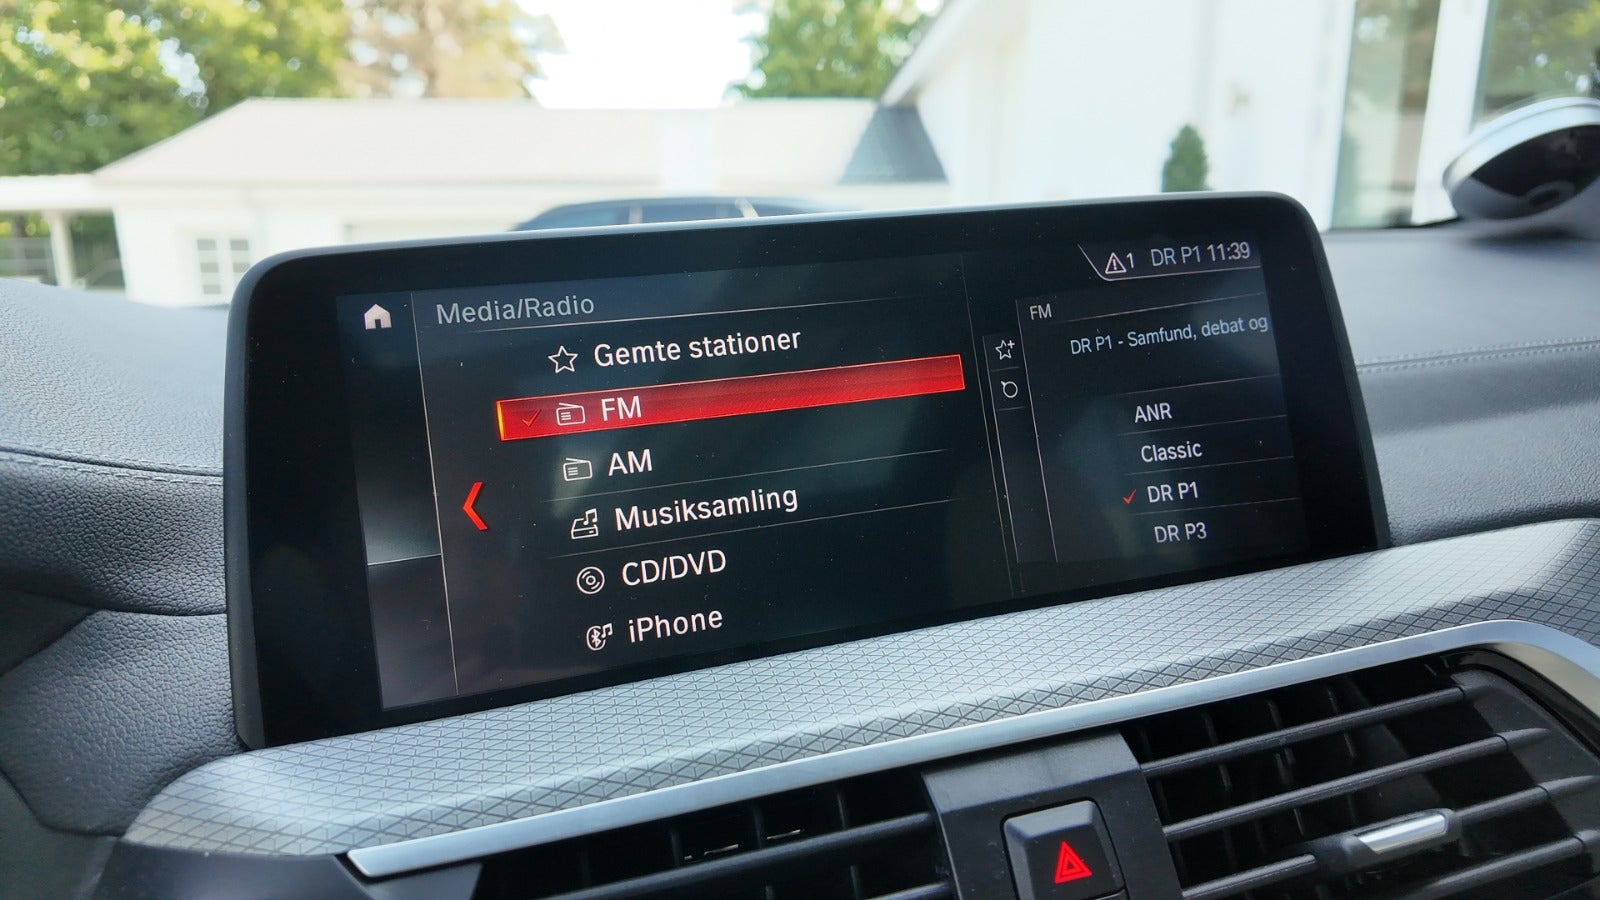 1 DR P1 11:39
Media/Radio
Gemte stationer
FM
AM
Musiksamling
CD/DVD
iPhone
FM
DR P1 - Samfund, debat og
ANR
Classic
DR P1
DR P3